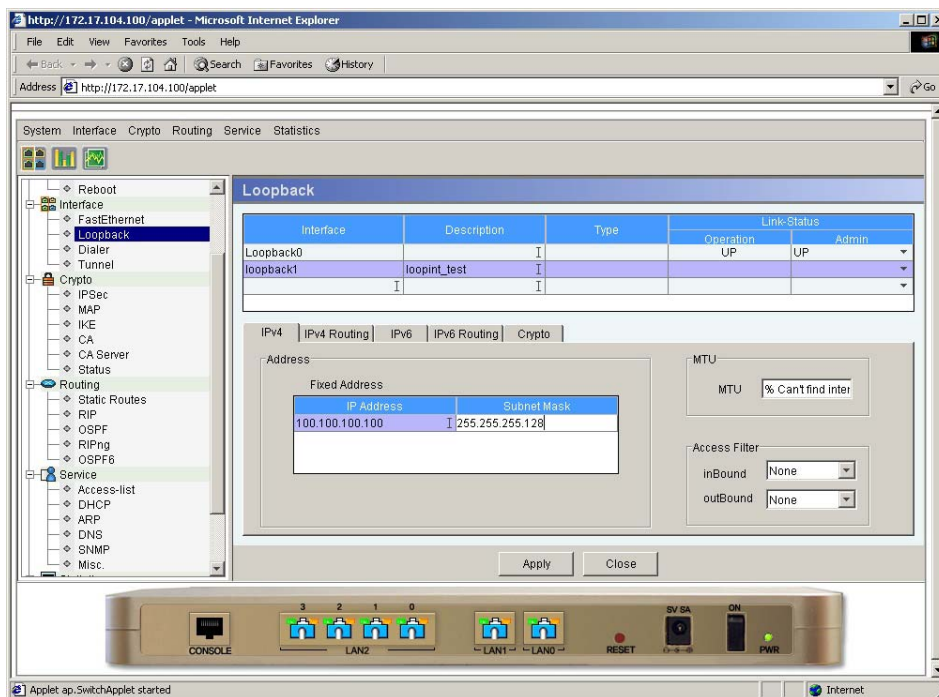 http://172.17.104.100/applet - Microsoft Internet Explorer
File Edit View Favorites Tools Help
Back Search Favorites History
Address http://172.17.104.100/applet Go
System Interface Crypto Routing Service Statistics
Reboot
Interface
FastEthernet
Loopback
Dialer
Tunnel
Crypto
IPSec
MAP
IKE
CA
CA Server
Status
Routing
Static Routes
RIP
OSPF
RIPng
OSPF6
Service
Access-list
DHCP
ARP
DNS
SNMP
Misc.
Loopback
Interface Description Type Link-Status
Operation Admin
Loopback0 UP UP
loopback1 loopint_test
IPv4 IPv4 Routing IPv6 IPv6 Routing Crypto
Address
Fixed Address
IP Address Subnet Mask
100.100.100.100 255.255.255.128
MTU
MTU % Can't find inter
Access Filter
inBound None
outBound None
Apply Close
CONSOLE
3 2 1 0
LAN2
LAN1 LAN0
RESET
5V 5A
ON
PWR
Applet ap.SwitchApplet started Internet